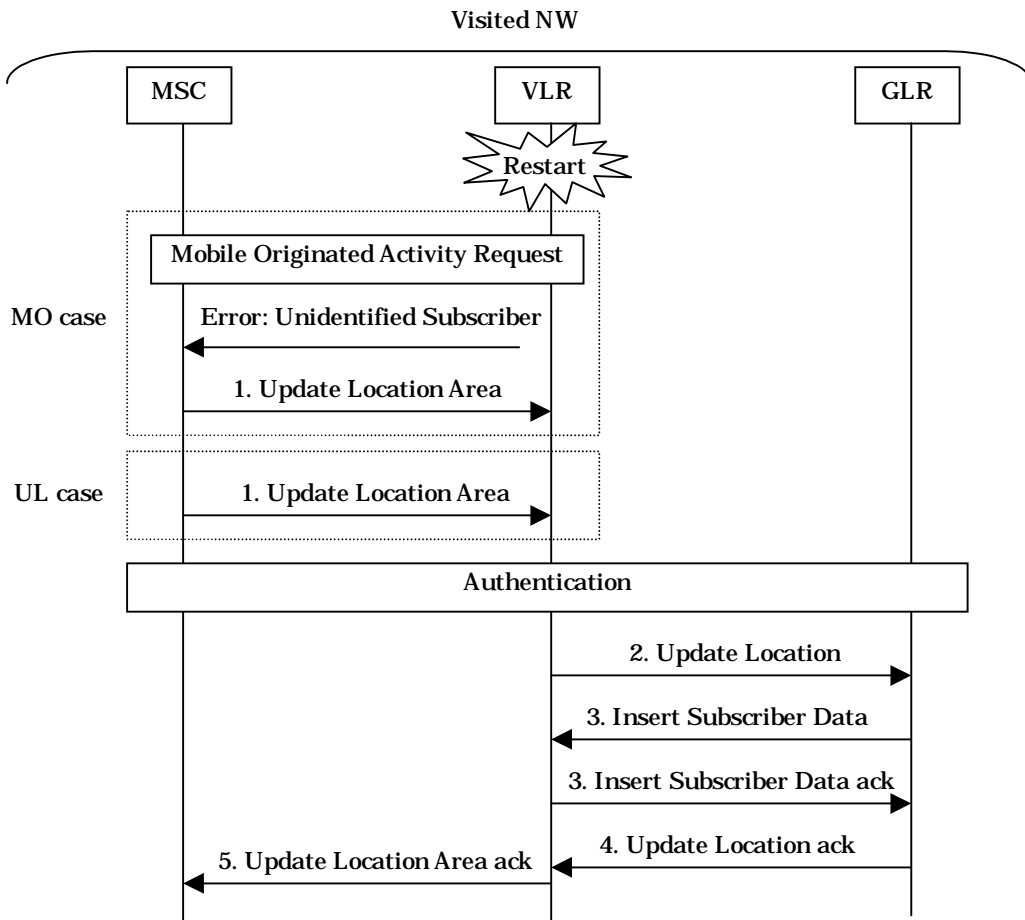 Visited NW
MSC
VLR
GLR
Restart
Mobile Originated Activity Request
MO case
Error: Unidentified Subscriber
1. Update Location Area
UL case
1. Update Location Area
Authentication
2. Update Location
3. Insert Subscriber Data
3. Insert Subscriber Data ack
4. Update Location ack
5. Update Location Area ack